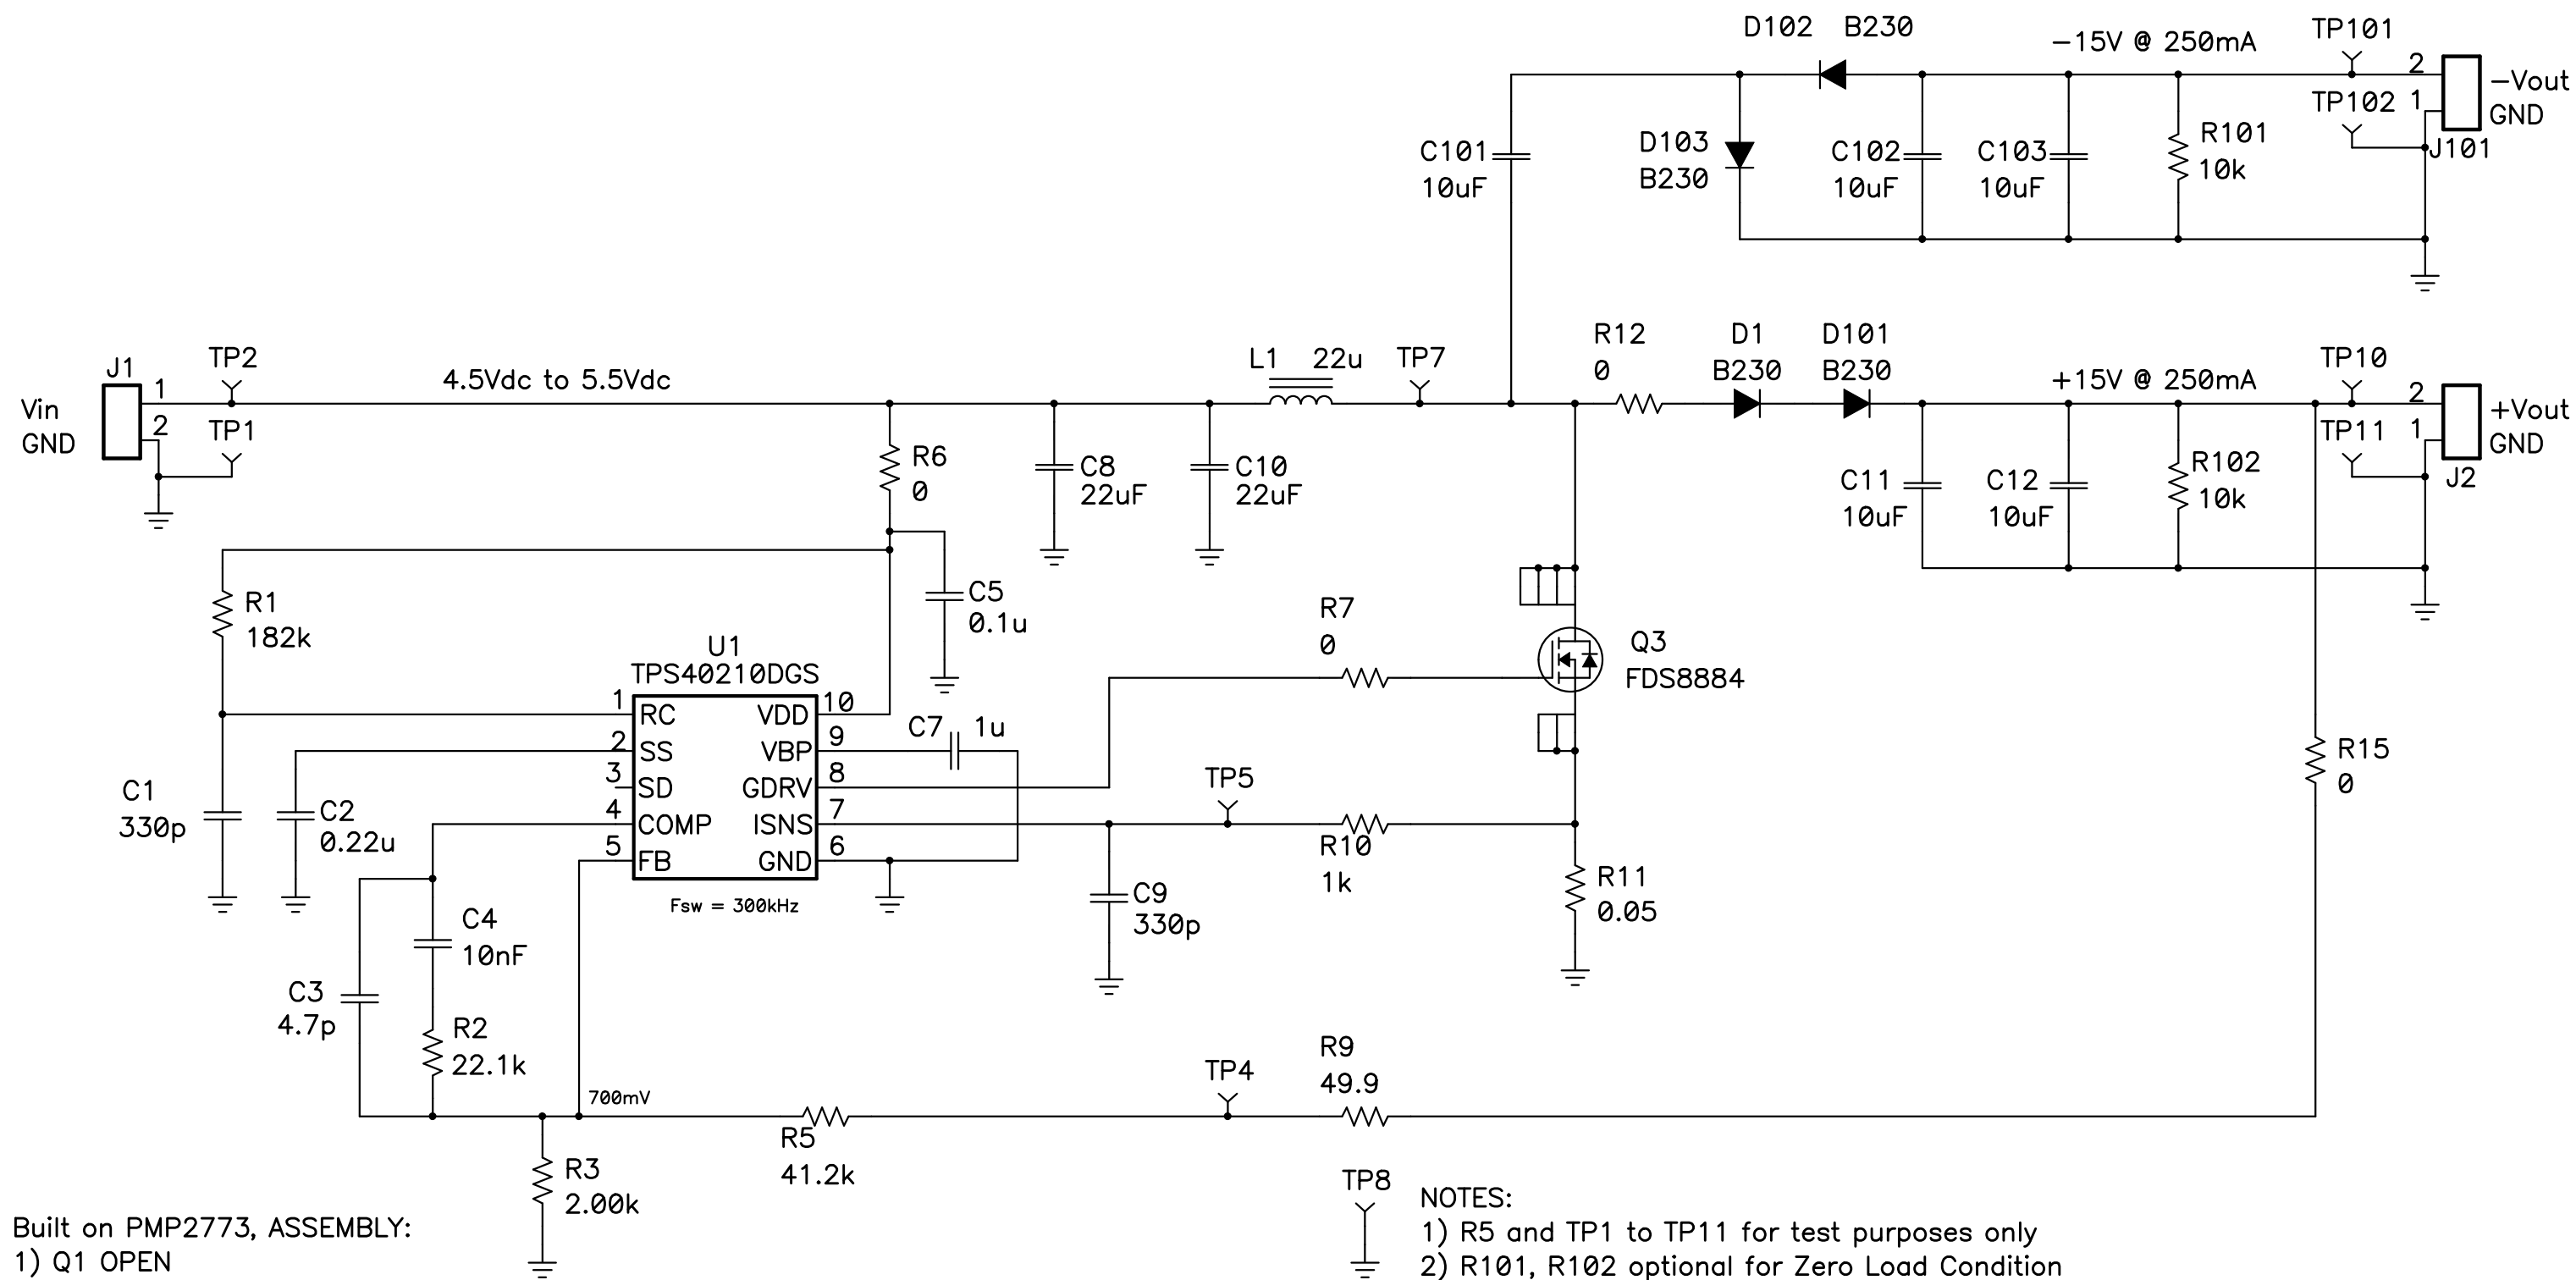 D102 B230
-15V @ 250mA
TP101
2
-Vout
TP102
1
GND
J101
D103
B230
C101
10uF
C102
10uF
C103
10uF
R101
10k
J1
TP2
4.5Vdc to 5.5Vdc
L1 22u
TP7
R12
0
D1
B230
D101
B230
+15V @ 250mA
TP10
2
+Vout
TP11
1
GND
J2
Vin
GND
1
2
TP1
R6
0
C8
22uF
C10
22uF
C11
10uF
C12
10uF
R102
10k
R1
182k
C5
0.1u
U1
TPS40210DGS
R7
0
Q3
FDS8884
1 RC VDD 10
2 SS VBP 9
3 SD GDRV 8
4 COMP ISNS 7
5 FB GND 6
C7 1u
Fsw = 300kHz
R15
0
TP5
C1
330p
C2
0.22u
R10
1k
R11
0.05
C9
330p
C4
10nF
C3
4.7p
R2
22.1k
700mV
R5
41.2k
TP4
R9
49.9
R3
2.00k
TP8
Built on PMP2773, ASSEMBLY:
1) Q1 OPEN
NOTES:
1) R5 and TP1 to TP11 for test purposes only
2) R101, R102 optional for Zero Load Condition